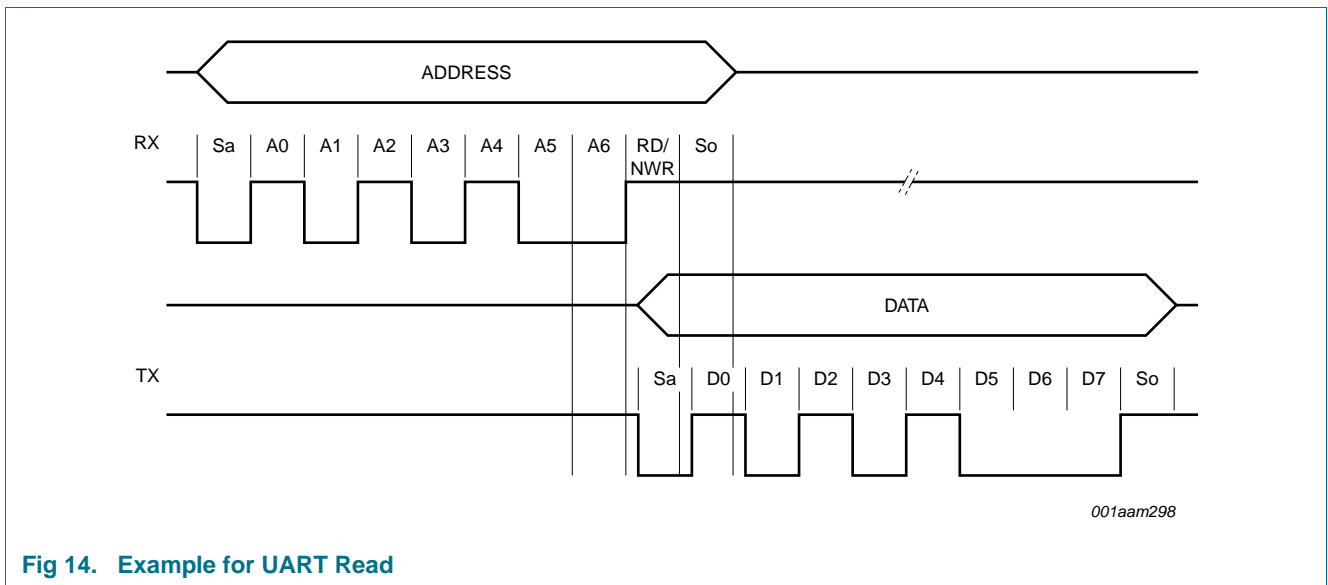 ADDRESS
RX Sa A0 A1 A2 A3 A4 A5 A6 RD/ So
NWR
DATA
TX Sa D0 D1 D2 D3 D4 D5 D6 D7 So
001aam298
Fig 14. Example for UART Read